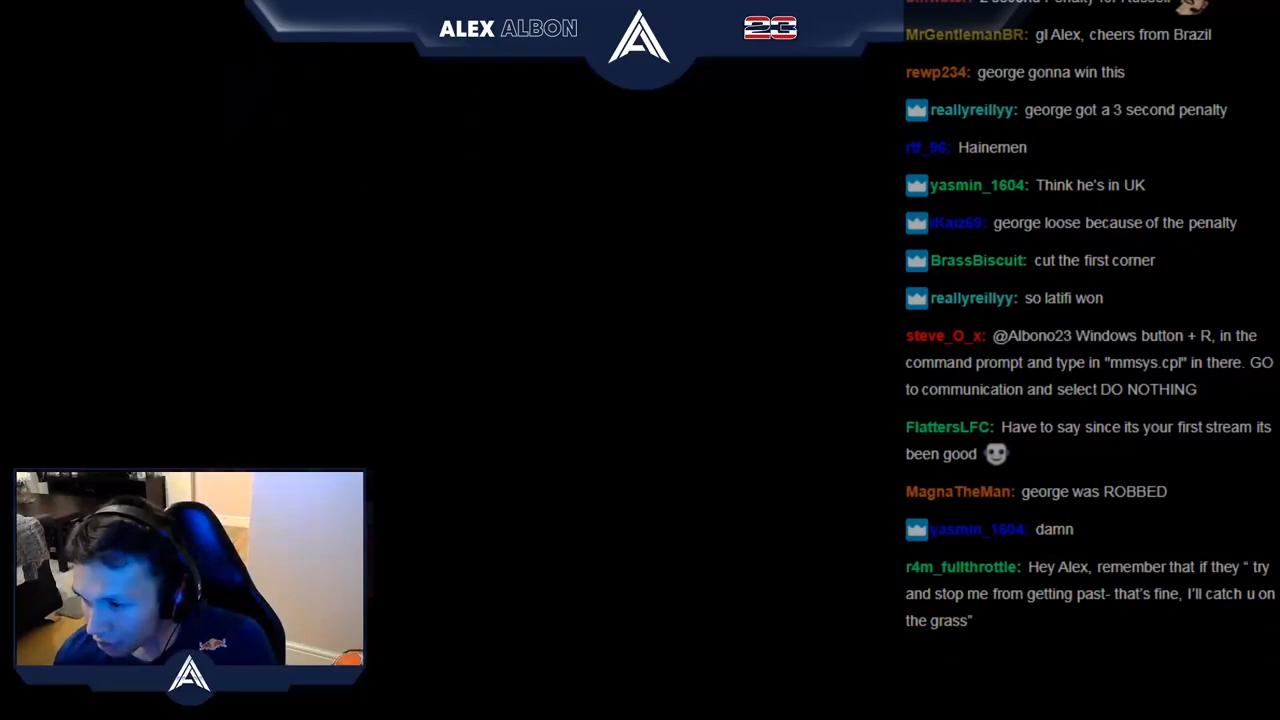 ALEX ALBON
23
MrGentlemanBR: gl Alex, cheers from Brazil
rewp234: george gonna win this
reallyreillyy: george got a 3 second penalty
rtf_96: Hainemen
yasmin_1604: Think he's in UK
iKaiz69: george loose because of the penalty
BrassBiscuit: cut the first corner
reallyreillyy: so latifi won
steve_O_x: @Albono23 Windows button + R, in the
command prompt and type in "mmsys.cpl" in there. GO
to communication and select DO NOTHING
FlattersLFC: Have to say since its your first stream its
been good
MagnaTheMan: george was ROBBED
yasmin_1604: damn
r4m_fullthrottle: Hey Alex, remember that if they “ try
and stop me from getting past- that’s fine, I’ll catch u on
the grass”